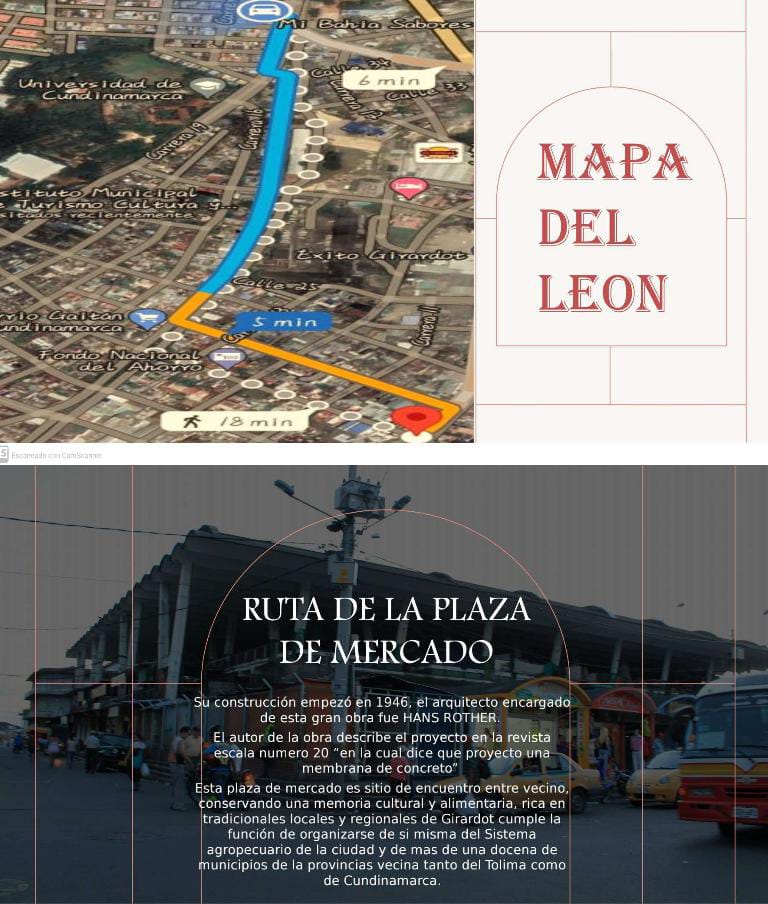 Mi Bahia Sabores
Calle 34
6 min
Calle 33
Universidad de
Cundinamarca
Carrera 19
Carrera 16
stituto Municipal
Turismo Cultura y...
sitados recientemente
Exito Girardot
Calle 25
rrio Gaitán
undinamarca
5 min
Carrera 11
Fondo Nacional
del Ahorro
18 min
MAPA
DEL
LEON
S Escaneado con CamScanner
RUTA DE LA PLAZA
DE MERCADO
Su construcción empezó en 1946, el arquitecto encargado
de esta gran obra fue HANS ROTHER.
El autor de la obra describe el proyecto en la revista
escala numero 20 “en la cual dice que proyecto una
membrana de concreto”
Esta plaza de mercado es sitio de encuentro entre vecino,
conservando una memoria cultural y alimentaria, rica en
tradicionales locales y regionales de Girardot cumple la
función de organizarse de si misma del Sistema
agropecuario de la ciudad y de mas de una docena de
municipios de la provincias vecina tanto del Tolima como
de Cundinamarca.